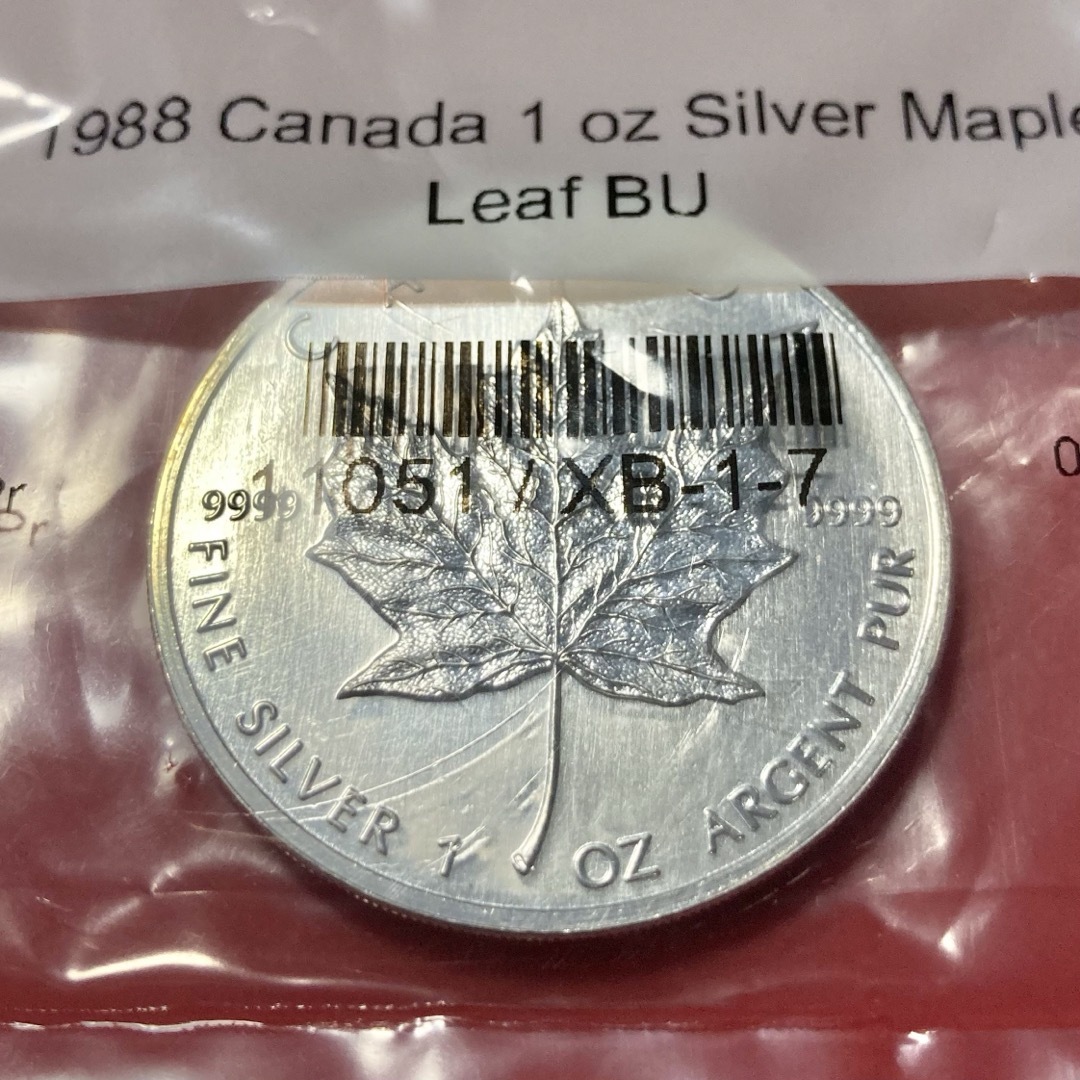 1988 Canada 1 oz Silver Maple
Leaf BU
11051 / XB-1-7
9999
9999
FINE SILVER 1 OZ ARGENT PUR